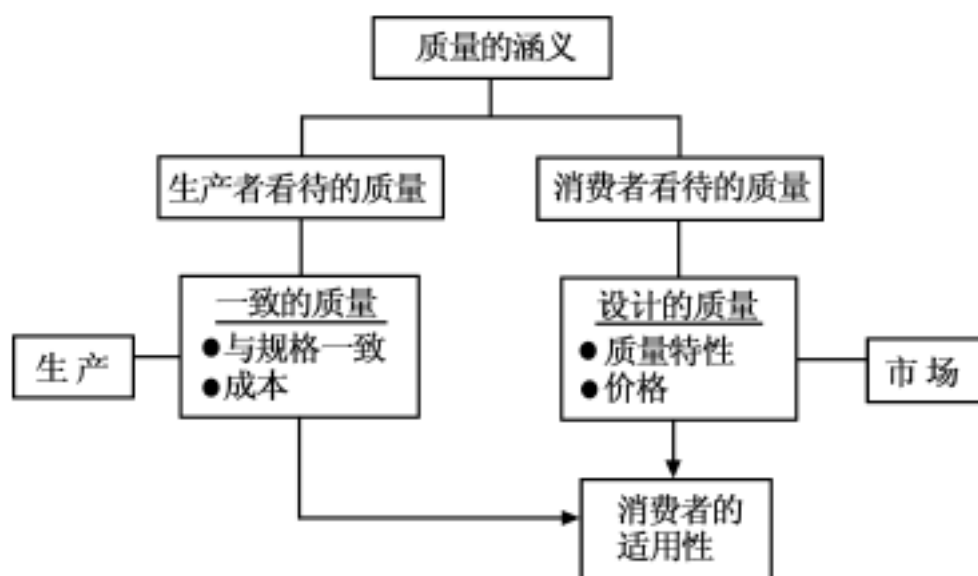 质量的涵义
生产者看待的质量
消费者看待的质量
一致的质量
●与规格一致
●成本
设计的质量
●质量特性
●价格
生产
市场
消费者的
适用性